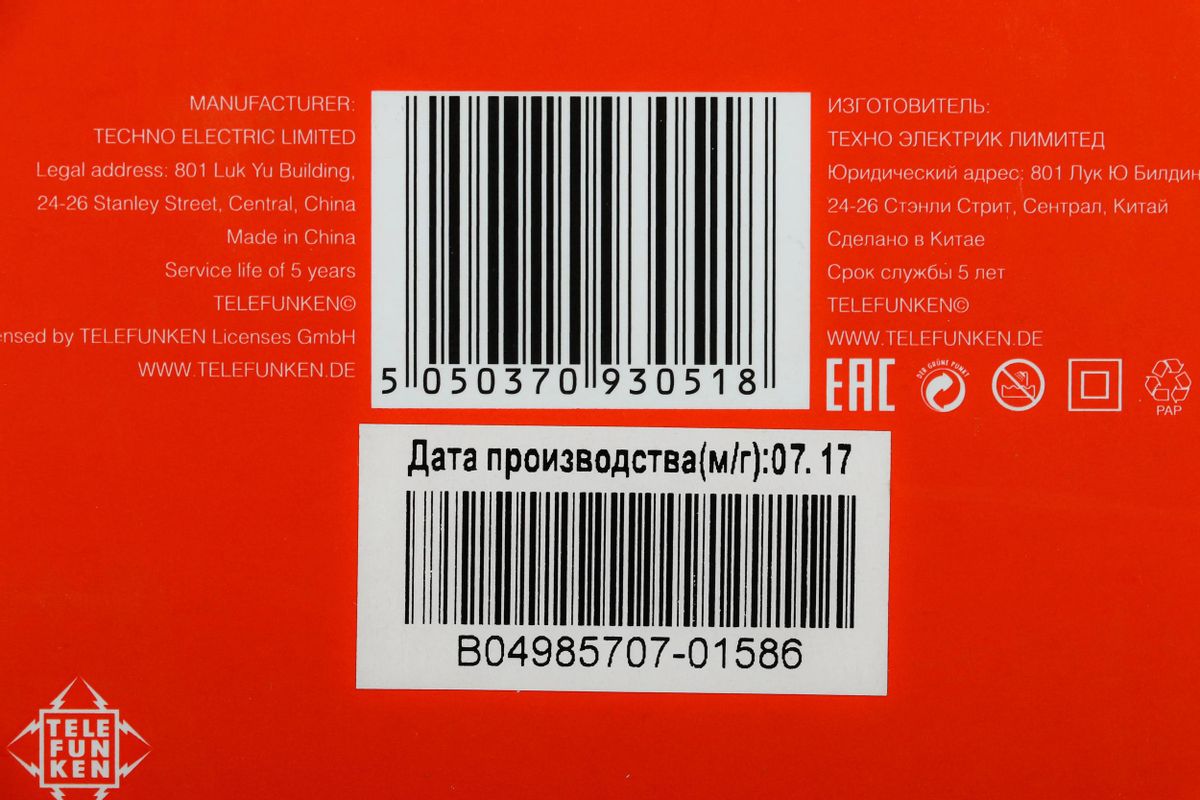 MANUFACTURER:
TECHNO ELECTRIC LIMITED
Legal address: 801 Luk Yu Building,
24-26 Stanley Street, Central, China
Made in China
Service life of 5 years
TELEFUNKEN©
by TELEFUNKEN Licenses GmbH
WWW.TELEFUNKEN.DE
5 050370 930518
ИЗГОТОВИТЕЛЬ:
ТЕХНО ЭЛЕКТРИК ЛИМИТЕД
Юридический адрес: 801 Лук Ю Билдин
24-26 Стэнли Стрит, Сентрал, Китай
Сделано в Китае
Срок службы 5 лет
TELEFUNKEN©
WWW.TELEFUNKEN.DE
EAC
DER GRÜNE PUNKT
PAP
Дата производства(м/г):07.17
B04985707-01586
TELE
FUN
KEN